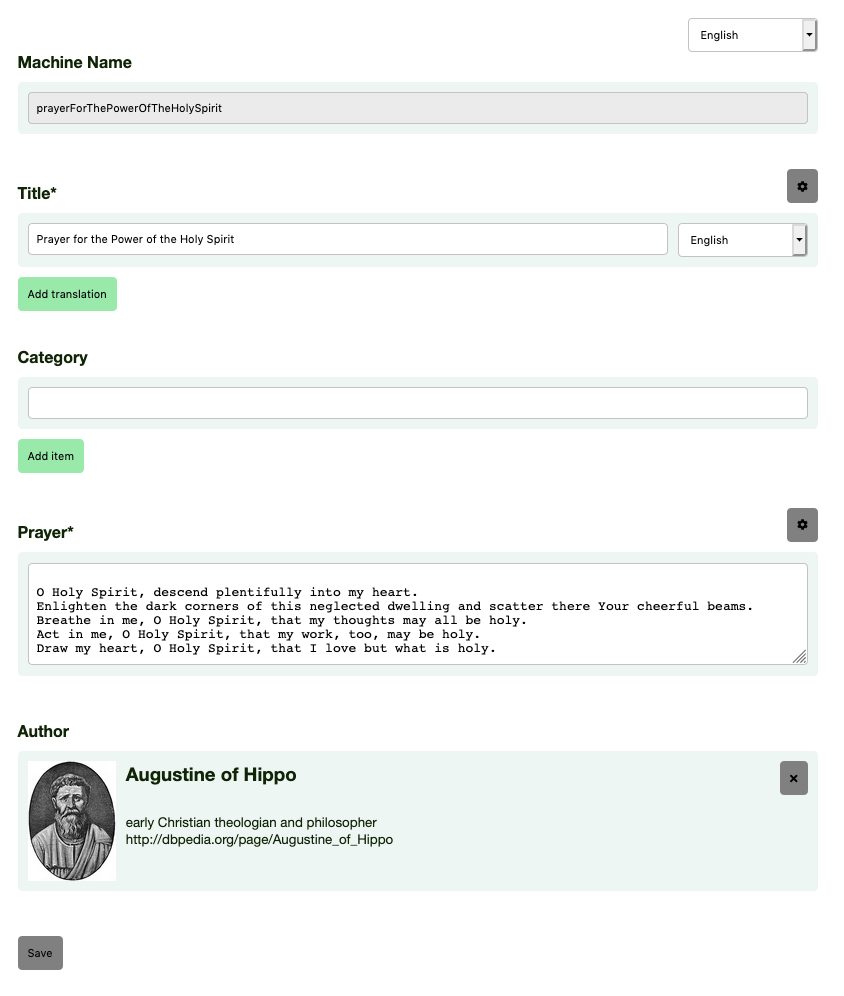 English
Machine Name
prayerForThePowerOfTheHolySpirit
Title*
Prayer for the Power of the Holy Spirit
English
Add translation
Category
Add item
Prayer*
O Holy Spirit, descend plentifully into my heart.
Enlighten the dark corners of this neglected dwelling and scatter there Your cheerful beams.
Breathe in me, O Holy Spirit, that my thoughts may all be holy.
Act in me, O Holy Spirit, that my work, too, may be holy.
Draw my heart, O Holy Spirit, that I love but what is holy.
Author
Augustine of Hippo
early Christian theologian and philosopher
http://dbpedia.org/page/Augustine_of_Hippo
Save